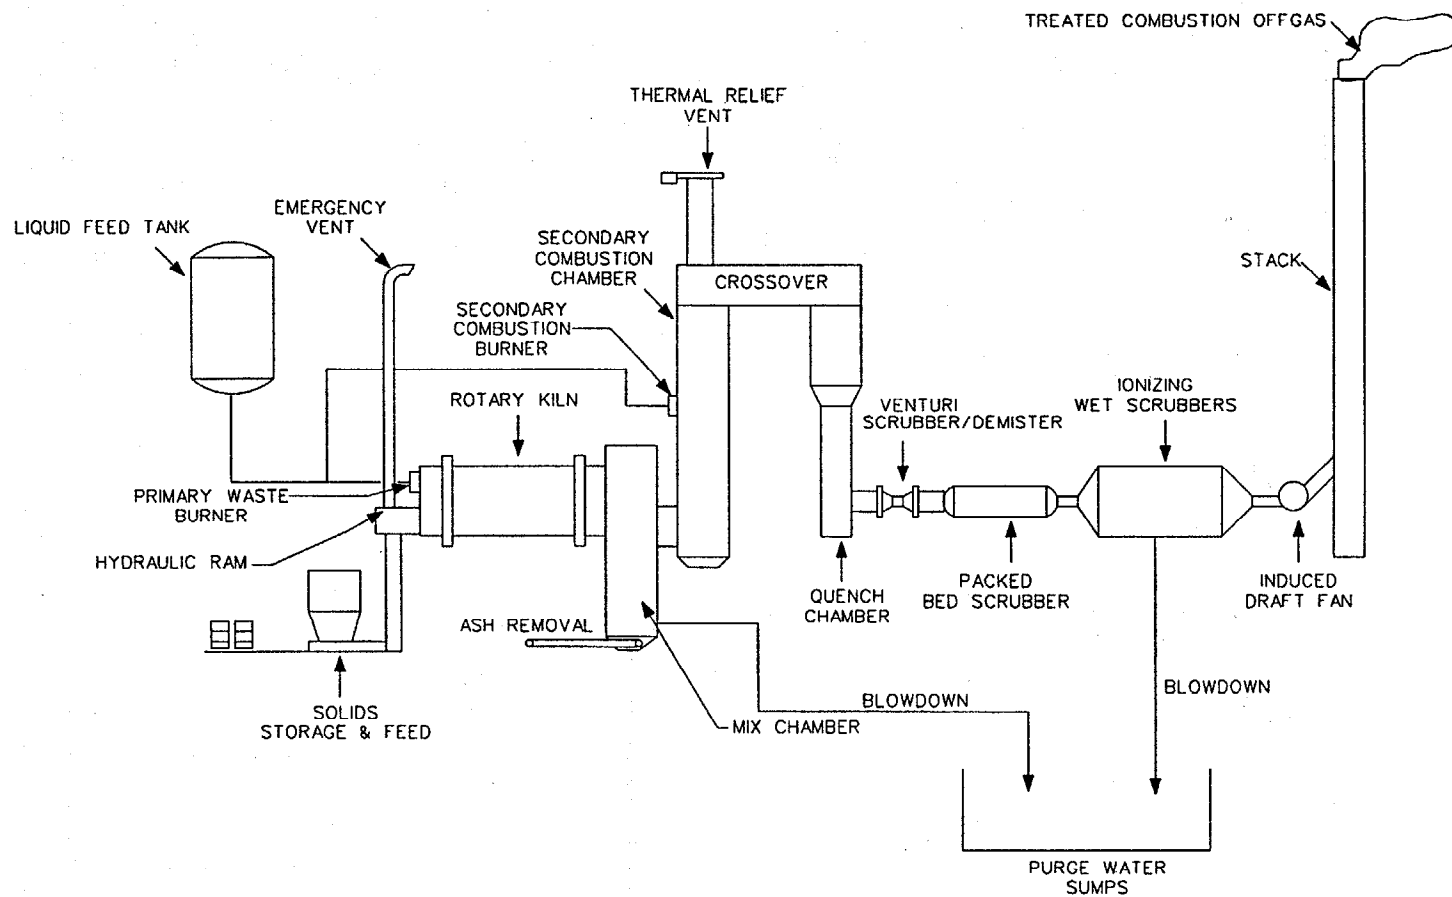 TREATED COMBUSTION OFFGAS
THERMAL RELIEF
VENT
EMERGENCY
VENT
LIQUID FEED TANK
SECONDARY
COMBUSTION
CHAMBER
CROSSOVER
STACK
SECONDARY
COMBUSTION
BURNER
ROTARY KILN
VENTURI
SCRUBBER/DEMISTER
IONIZING
WET SCRUBBERS
PRIMARY WASTE
BURNER
HYDRAULIC RAM
QUENCH
CHAMBER
PACKED
BED SCRUBBER
INDUCED
DRAFT FAN
ASH REMOVAL
SOLIDS
STORAGE & FEED
BLOWDOWN
MIX CHAMBER
BLOWDOWN
PURGE WATER
SUMPS